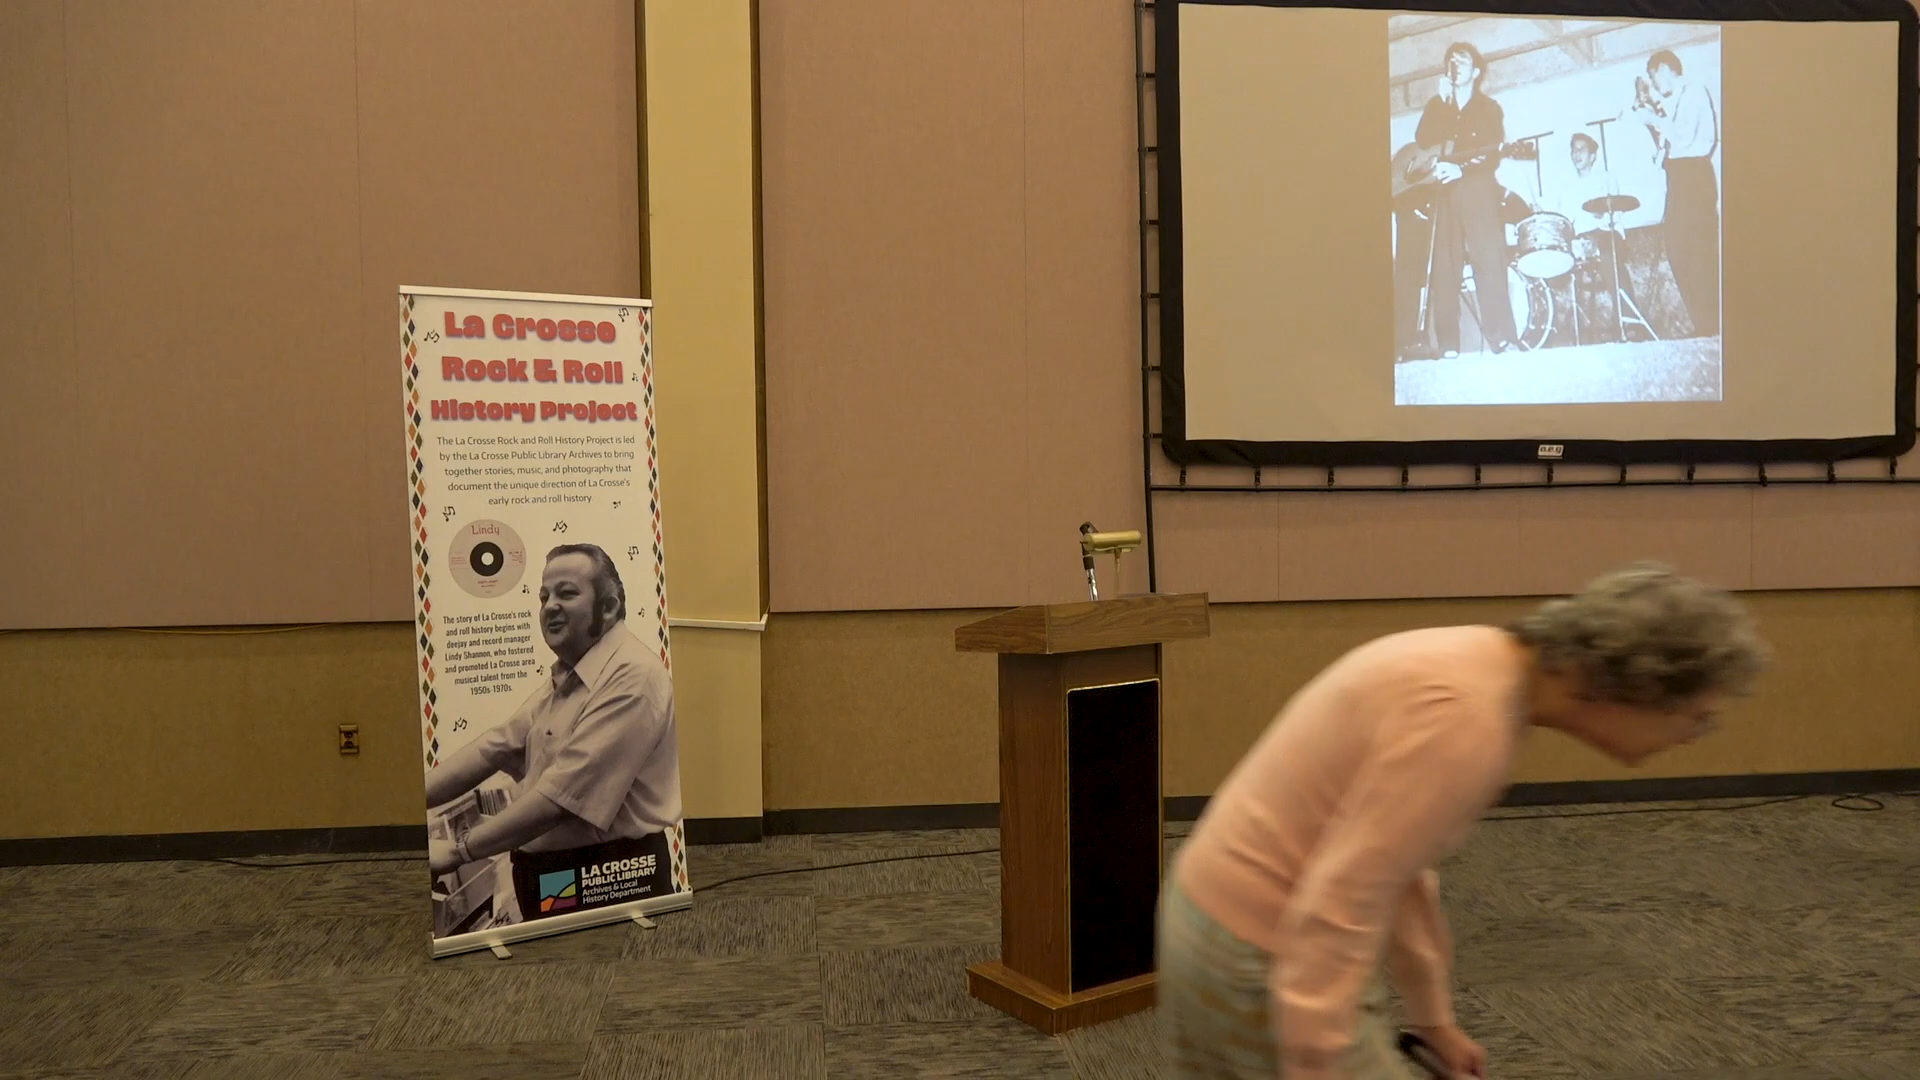 La Crosse
Rock & Roll
History Project
The La Crosse Rock and Roll History Project is led
by the La Crosse Public Library Archives to bring
together stories, music, and photography that
document the unique direction of La Crosse's
early rock and roll history
Lindy
The story of La Crosse's rock
and roll history begins with
deejay and record manager
Lindy Shannon, who fostered
and promoted La Crosse area
musical talent from the
1950s-1970s.
LA CROSSE
PUBLIC LIBRARY
Archives & Local
History Department
a.e.g